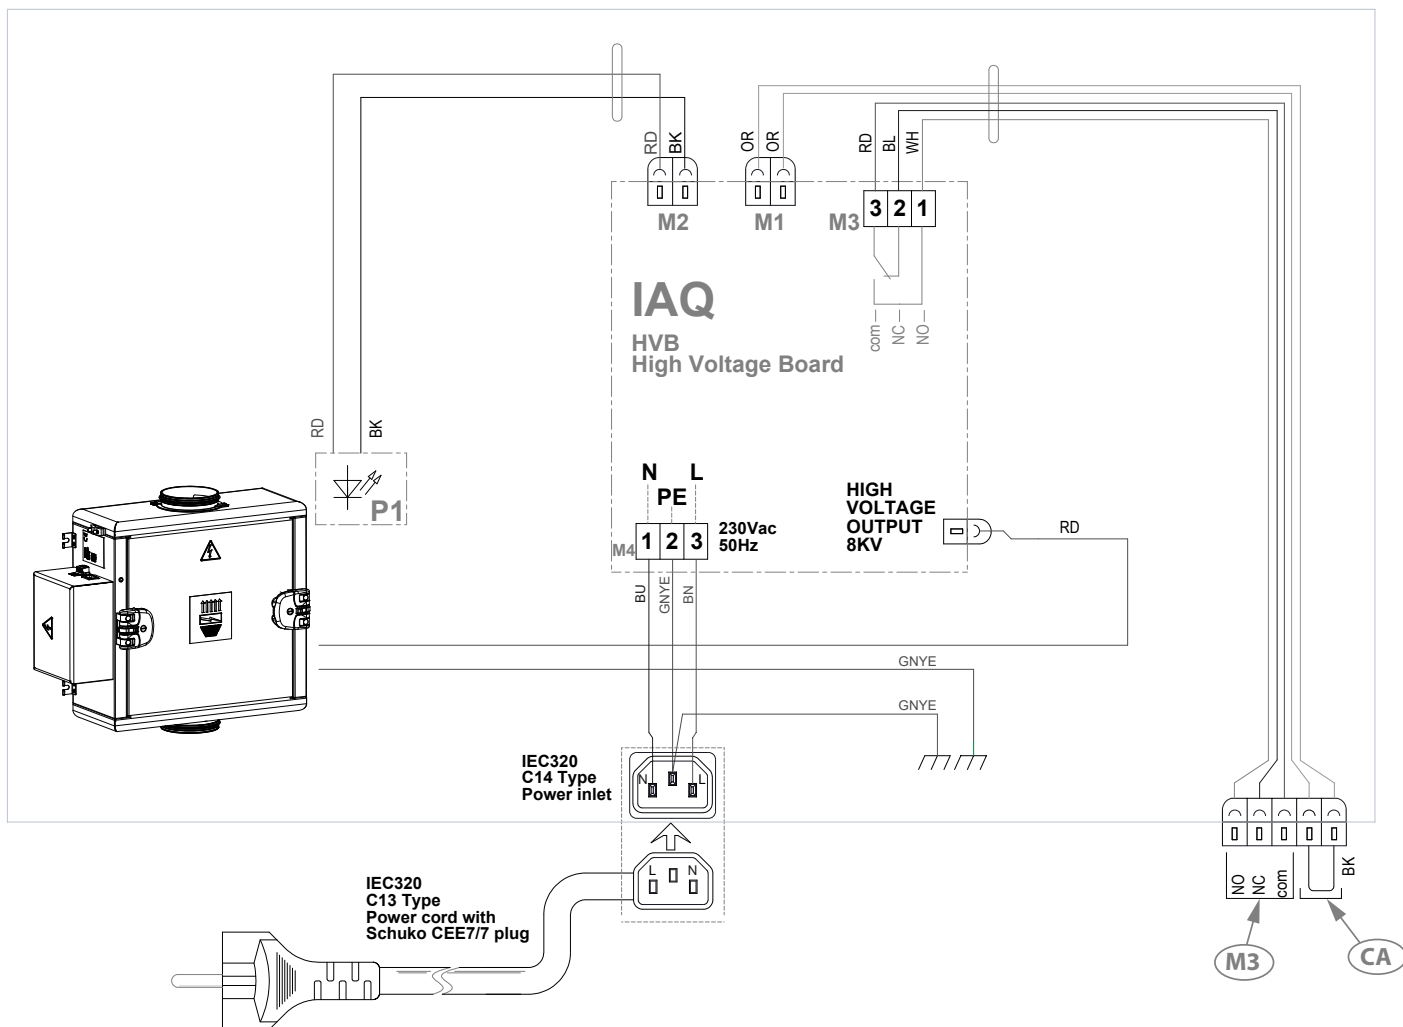 RD
BK
OR
OR
RD
BL
WH
M2
M1
M3
3 2 1
IAQ
HVB
High Voltage Board
com
NC
NO
RD
BK
P1
N
L
PE
M4
1 2 3
230Vac
50Hz
HIGH
VOLTAGE
OUTPUT
8KV
RD
BU
GNYE
BN
GNYE
GNYE
IEC320
C14 Type
Power inlet
N
L
L
N
IEC320
C13 Type
Power cord with
Schuko CEE7/7 plug
NO
NC
com
BK
M3
CA